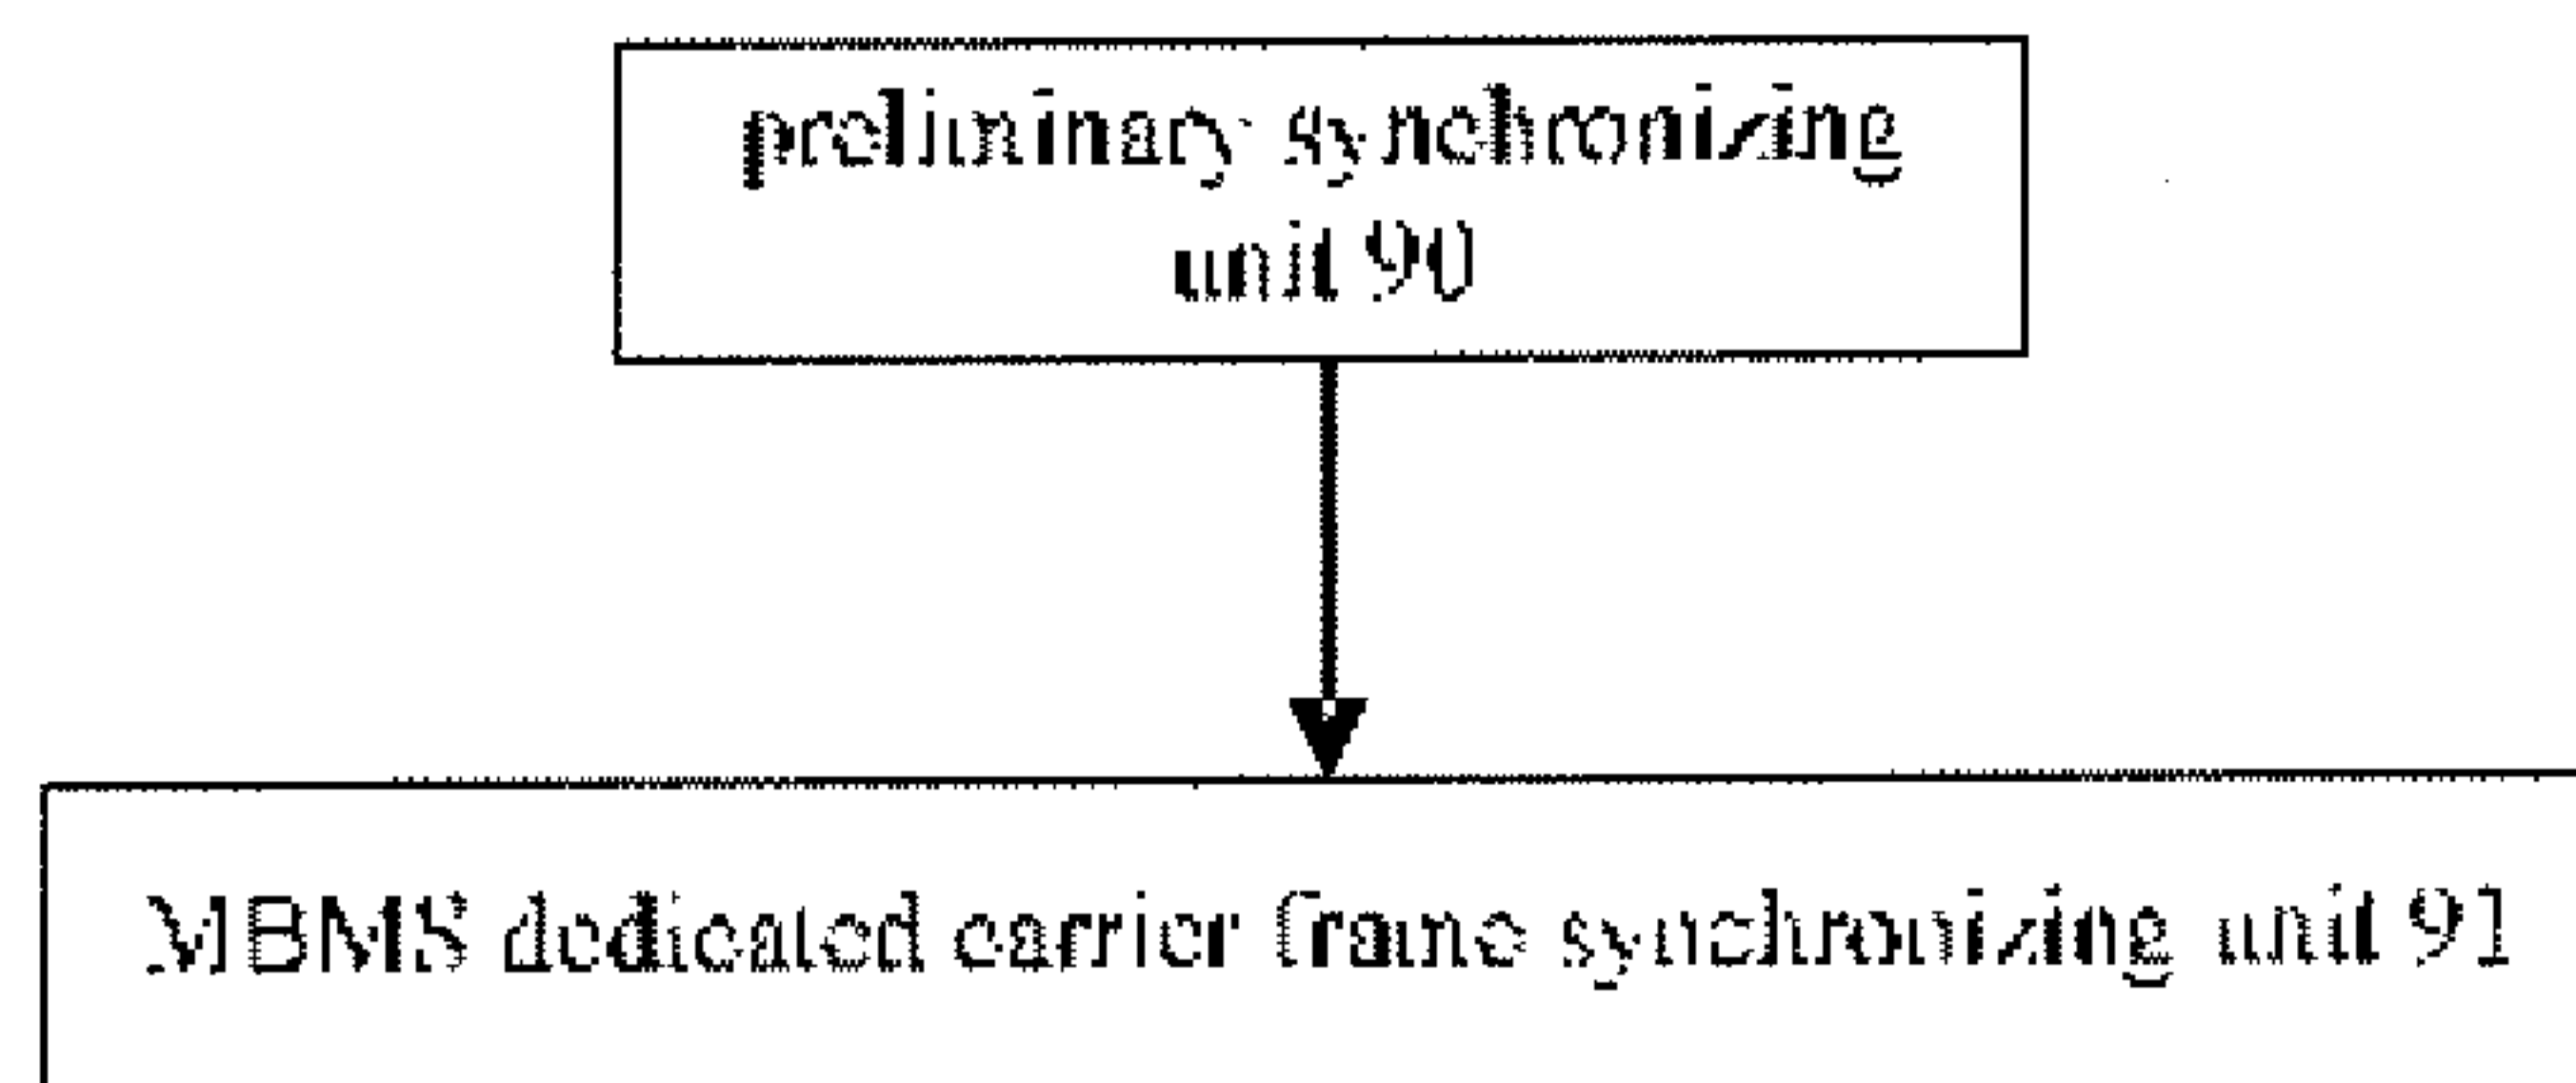 preliminary synchronizing
unit 90
MBMS dedicated carrier frame synchronizing unit 91